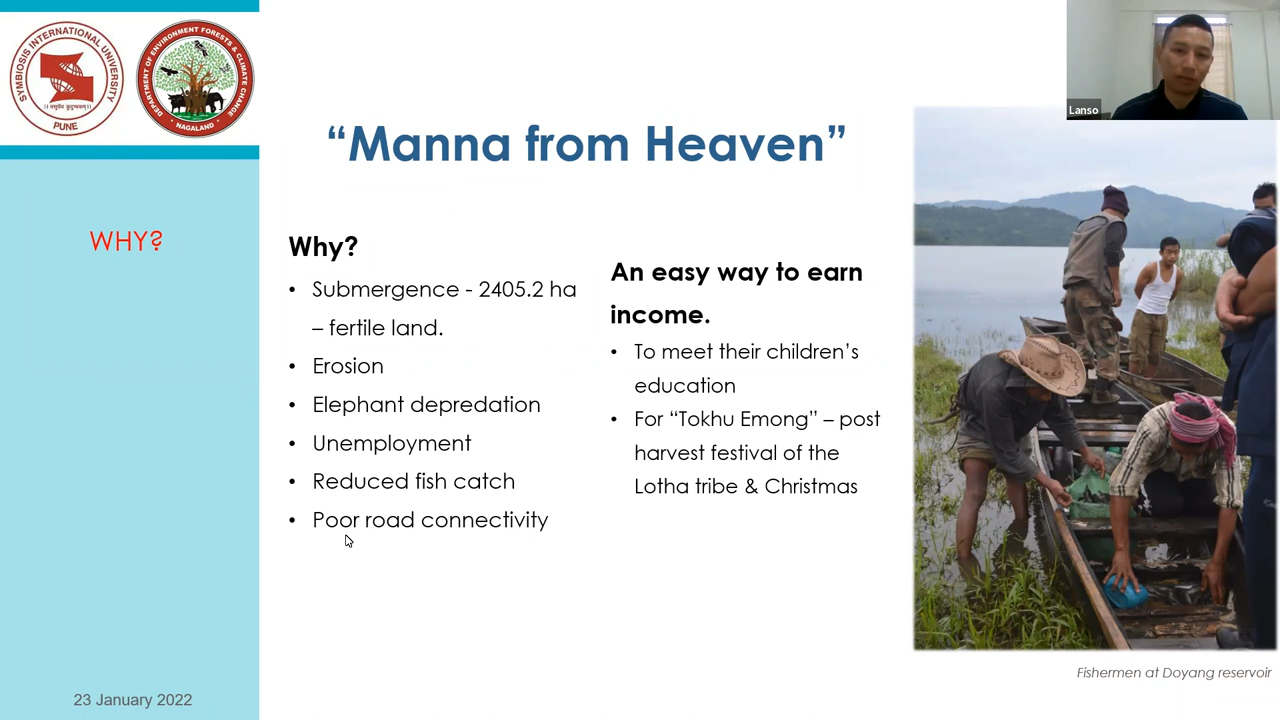 SYMBIOSIS INTERNATIONAL UNIVERSITY
॥ वसुधैव कुटुम्बकम् ॥
PUNE
DEPARTMENT OF ENVIRONMENT FORESTS & CLIMATE CHANGE
NAGALAND
Lanso
“Manna from Heaven”
WHY?
Why?
• Submergence - 2405.2 ha
– fertile land.
• Erosion
• Elephant depredation
• Unemployment
• Reduced fish catch
• Poor road connectivity
An easy way to earn
income.
• To meet their children’s
education
• For “Tokhu Emong” – post
harvest festival of the
Lotha tribe & Christmas
Fishermen at Doyang reservoir
23 January 2022